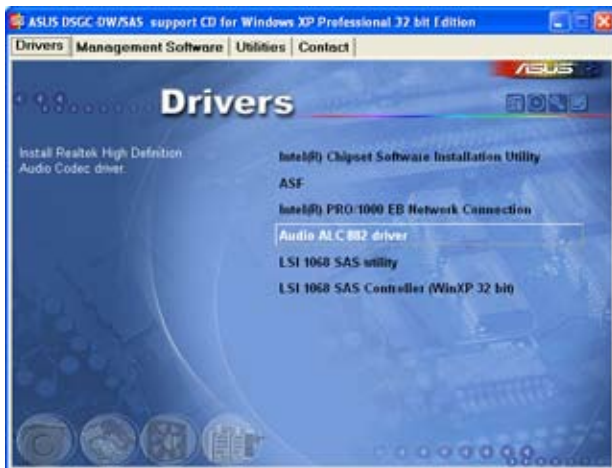 ASUS DSGC-DW/SAS support CD for Windows XP Professional 32 bit Edition
Drivers Management Software Utilities Contact
ASUS
Drivers
Install Realtek High Definition
Audio Codec driver.
Intel(R) Chipset Software Installation Utility
ASF
Intel(R) PRO/1000 EB Network Connection
Audio ALC 882 driver
LSI 1068 SAS utility
LSI 1068 SAS Controller (WinXP 32 bit)